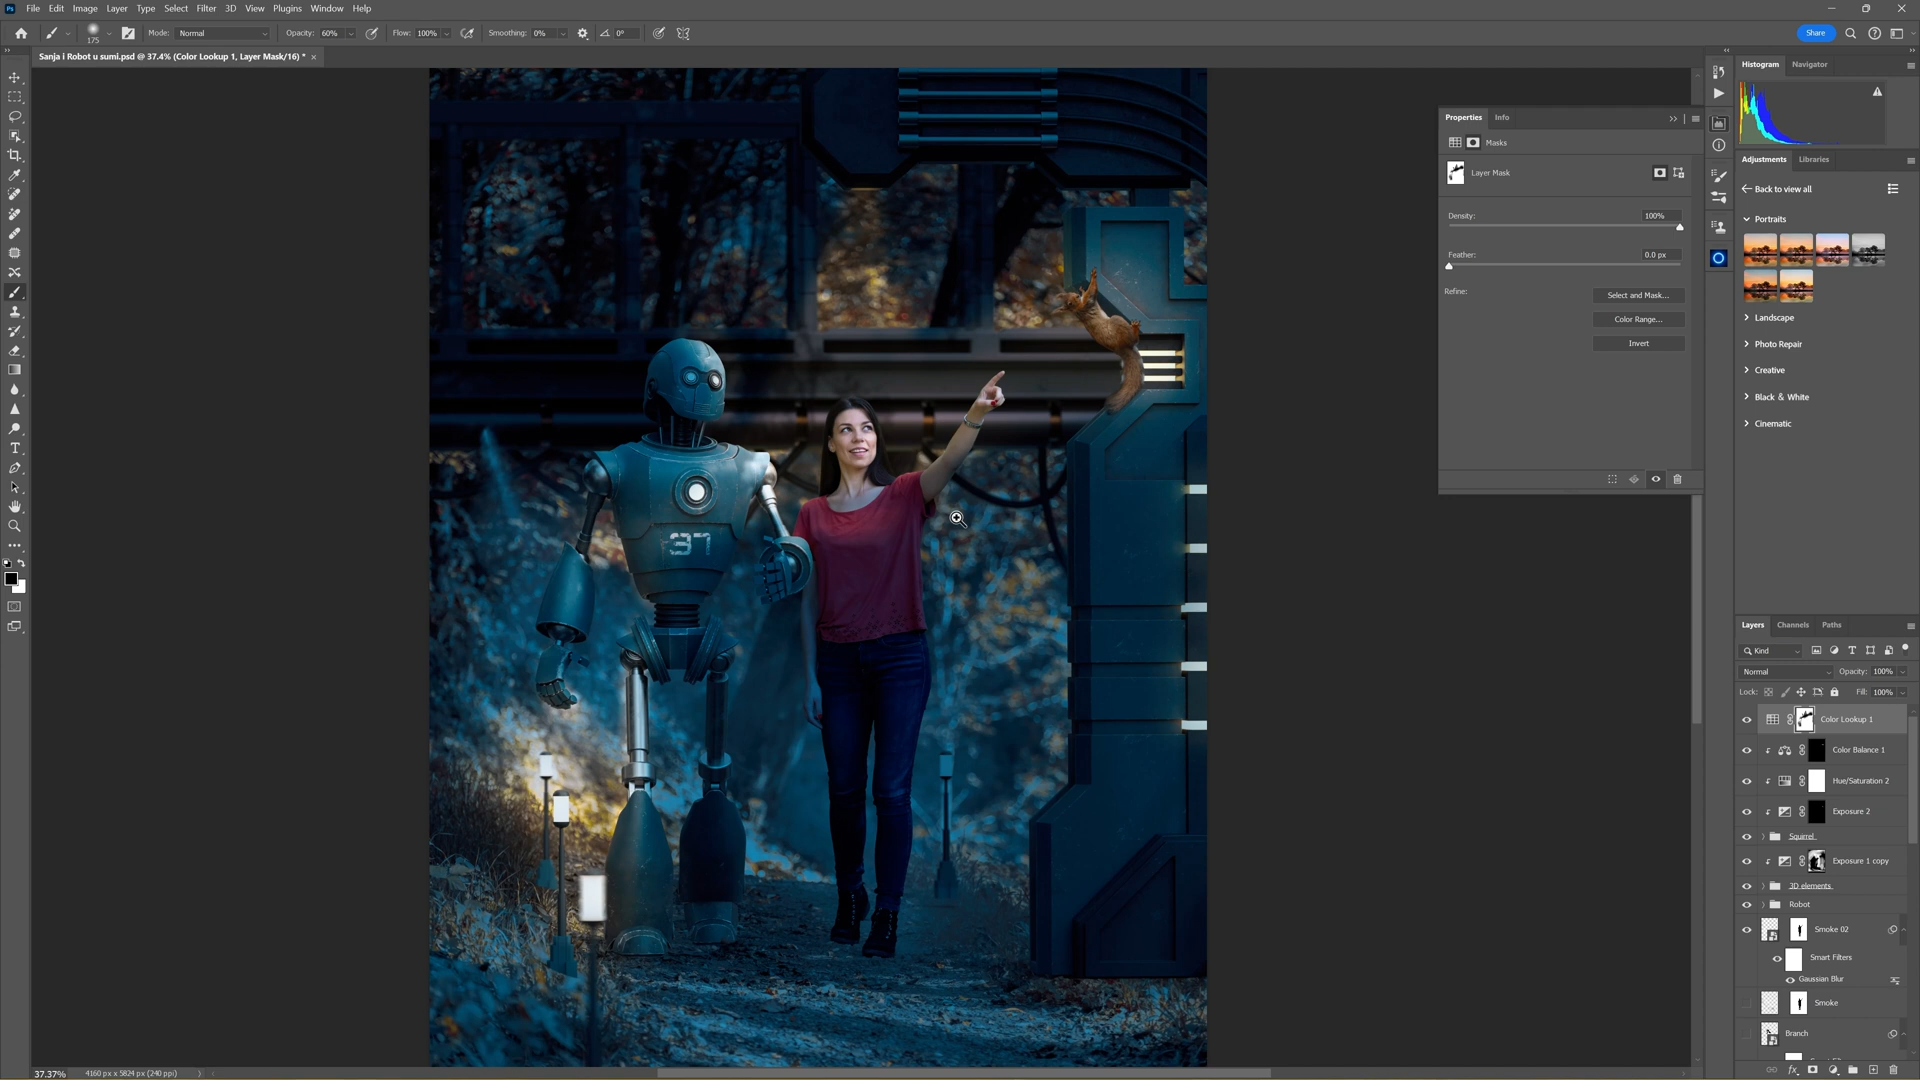 Ps File Edit Image Layer Type Select Filter 3D View Plugins Window Help
175 Mode: Normal Opacity: 60% Flow: 100% Smoothing: 0% 0° Share
Sanja i Robot u sumi.psd @ 37.4% (Color Lookup 1, Layer Mask/16) * ×
Histogram Navigator
Properties Info
Masks
Layer Mask
Density: 100%
Feather: 0.0 px
Refine:
Select and Mask...
Color Range...
Invert
Adjustments Libraries
Back to view all
Portraits
Landscape
Photo Repair
Creative
Black & White
Cinematic
37
Layers Channels Paths
Kind
Normal Opacity: 100%
Lock: Fill: 100%
Color Lookup 1
Color Balance 1
Hue/Saturation 2
Exposure 2
Squirrel
Exposure 1 copy
3D elements
Robot
Smoke 02
Smart Filters
Gaussian Blur
Smoke
Branch
37.37% 4160 px x 5824 px (240 ppi)